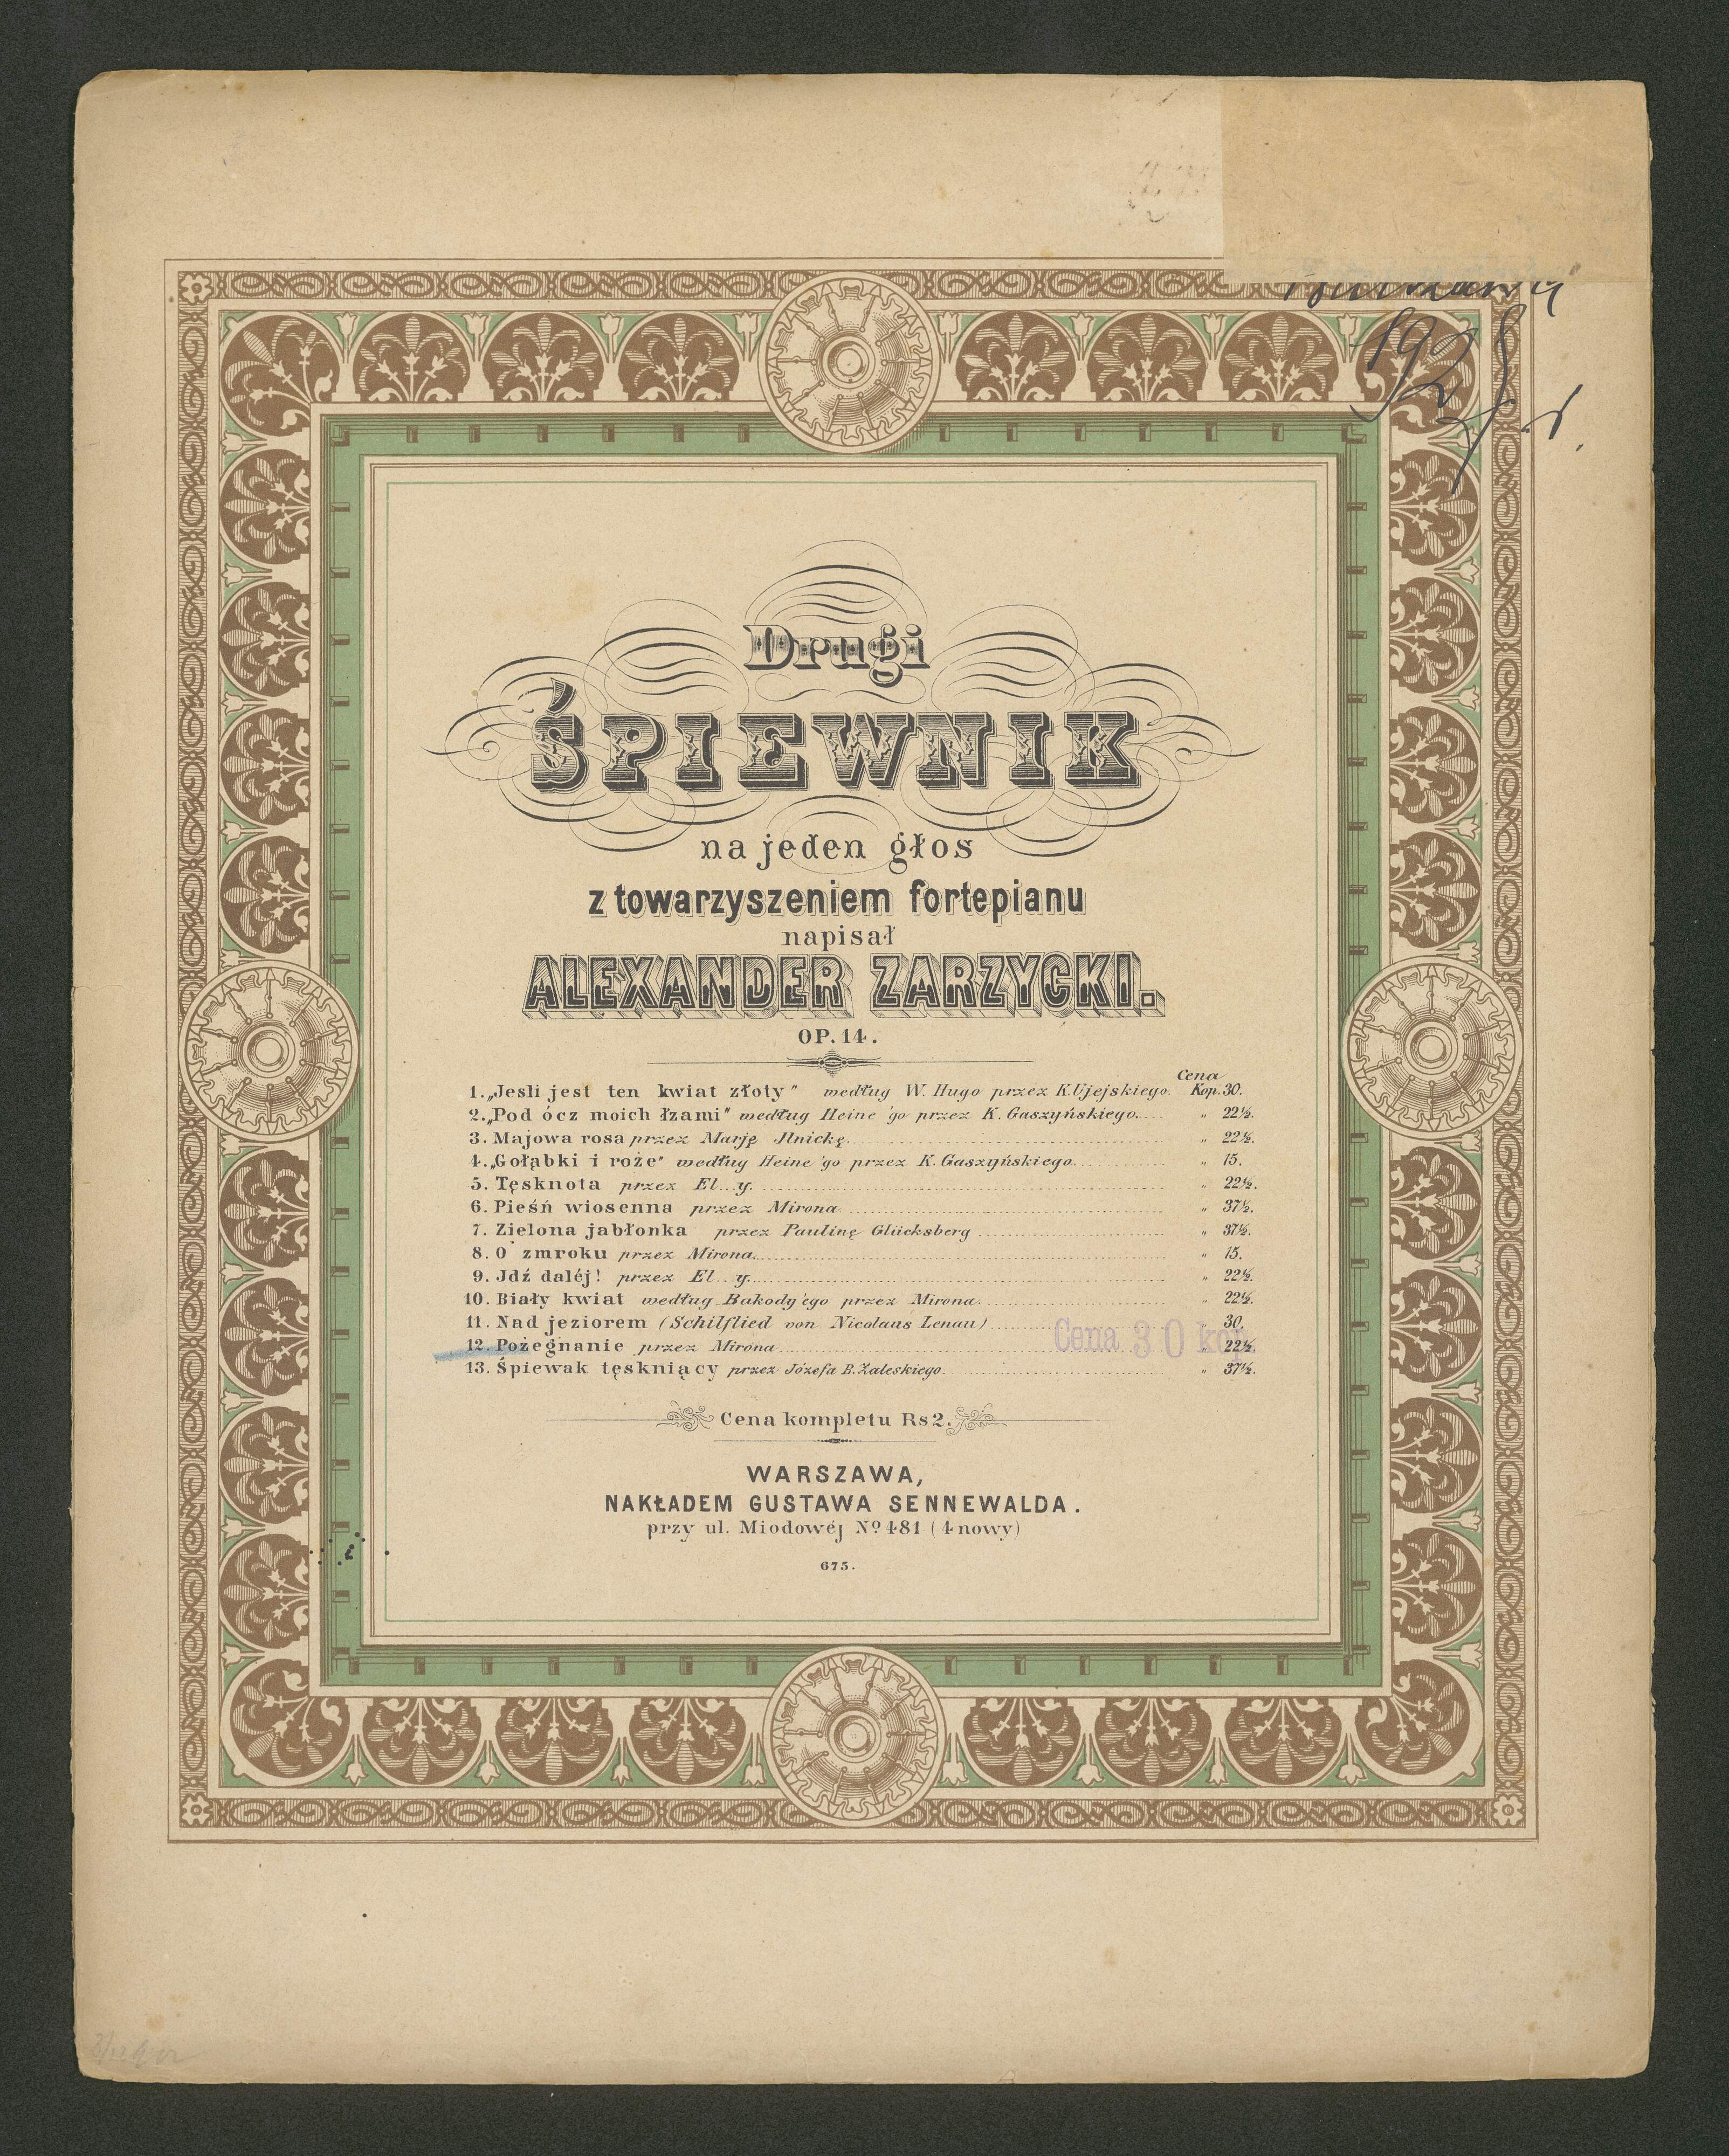 1928 r.
Drugi
ŚPIEWNIK
na jeden głos
z towarzyszeniem fortepianu
napisał
ALEXANDER ZARZYCKI.
OP. 14.
Cena
1. „Jesli jest ten kwiat złoty" według W. Hugo przez K. Ujejskiego. Kop. 30.
2. „Pod ócz moich łzami" według Heine'go przez K. Gaszyńskiego. „ 22½.
3. Majowa rosa przez Marję Ilnickę „ 22½.
4. „Gołąbki i roże" według Heine'go przez K. Gaszyńskiego „ 15.
5. Tęsknota przez El...y. „ 22½.
6. Pieśń wiosenna przez Mirona „ 37½.
7. Zielona jabłonka przez Paulinę Glücksberg „ 37½.
8. O zmroku przez Mirona „ 15.
9. Jdź daléj! przez El...y. „ 22½.
10. Biały kwiat według Bakody'ego przez Mirona. „ 22½.
11. Nad jeziorem (Schilflied von Nicolaus Lenau) „ 30.
Cena 30 kop.
12. Pożegnanie przez Mirona „ 22½.
13. Śpiewak tęskniący przez Józefa B. Zaleskiego „ 37½.
Cena kompletu Rs 2.
WARSZAWA,
NAKŁADEM GUSTAWA SENNEWALDA.
przy ul. Miodowéj Nº 481 (4 nowy)
675.